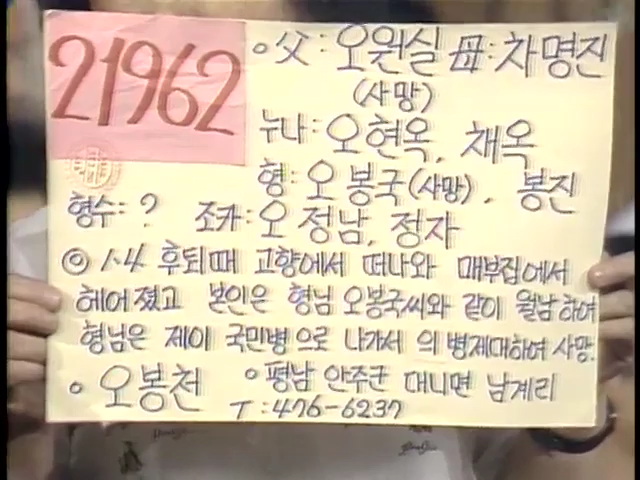 21962
○父: 오원실 母: 차명진
(사망)
누나: 오현옥, 채옥
형: 오봉국(사망), 봉진
형수: ? 조카: 오정남, 정자
◎ 1.4 후퇴때 고향에서 떠나와 매부집에서
헤어졌고 본인은 형님 오봉국씨와 같이 월남하여
형님은 제이 국민병으로 나가서 의병제대하여 사망.
○ 오봉천 ○평남 안주군 대니면 남계리
T:476-6237